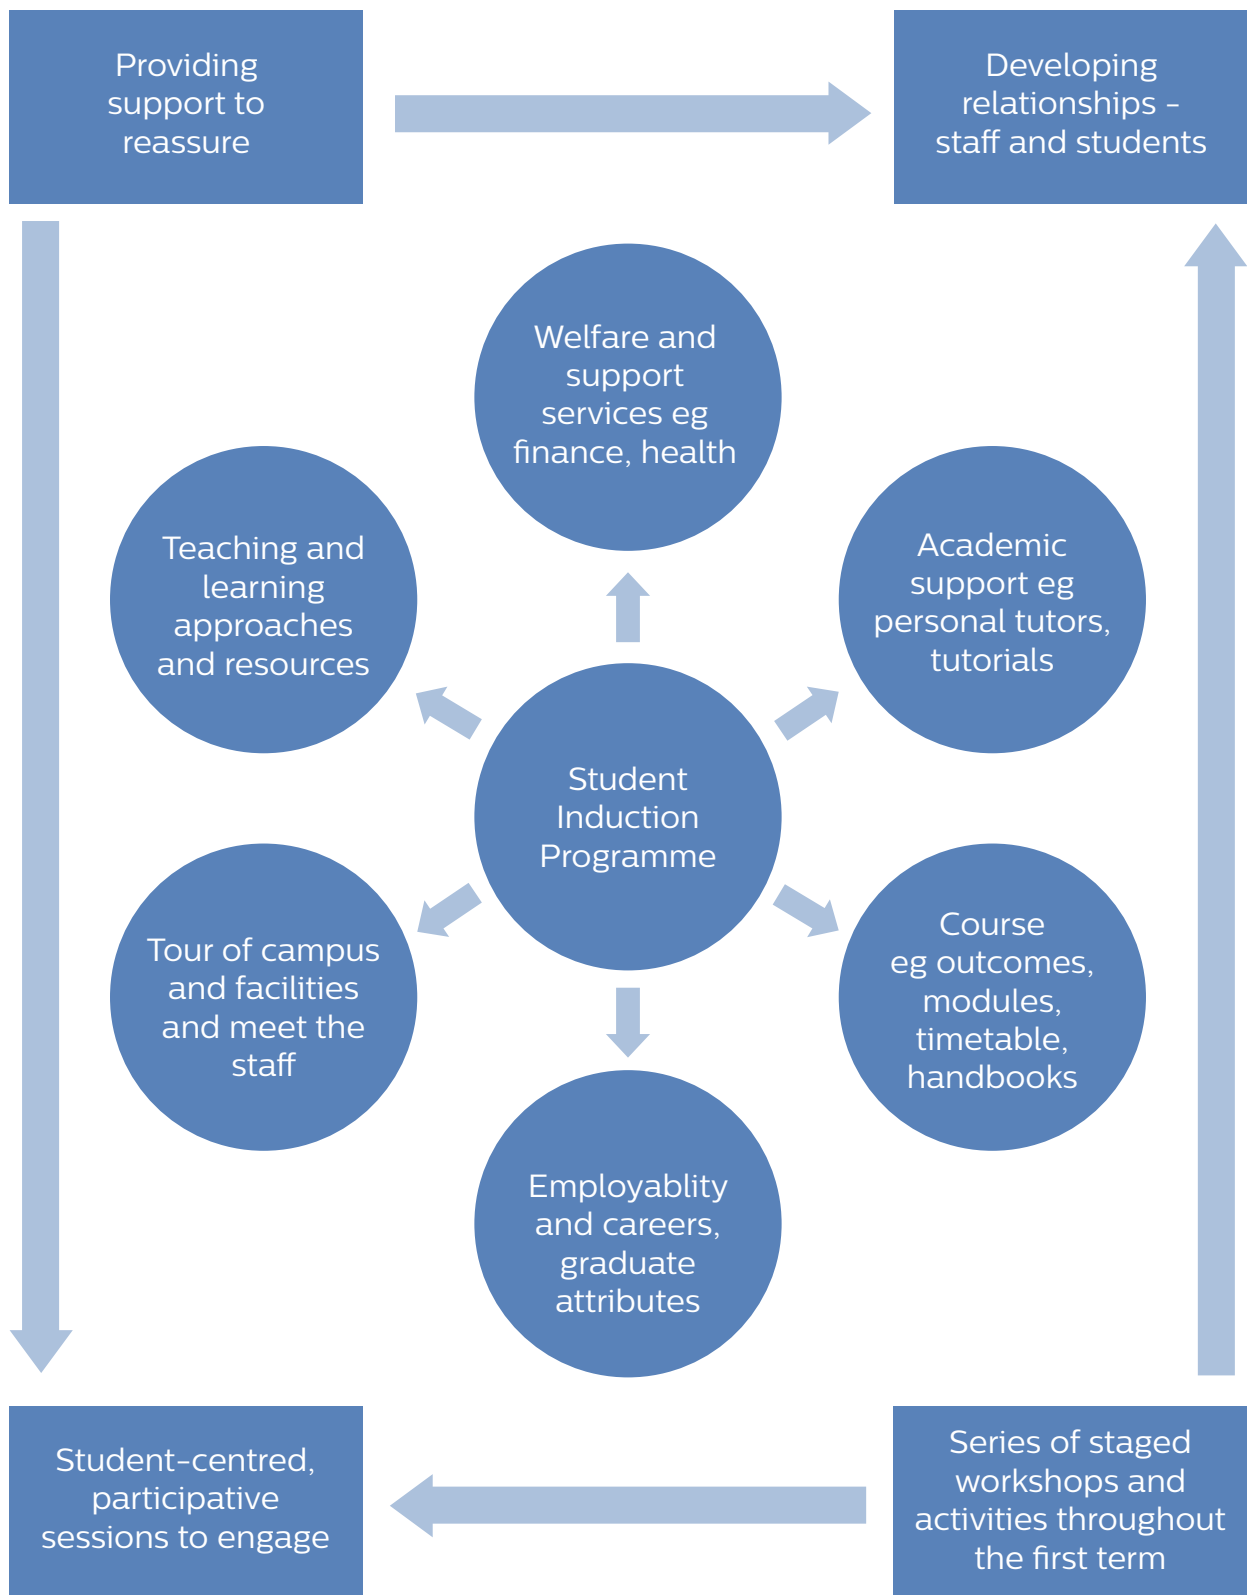 Providing
support to
reassure
Developing
relationships -
staff and students
Welfare and
support
services eg
finance, health
Teaching and
learning
approaches
and resources
Academic
support eg
personal tutors,
tutorials
Student
Induction
Programme
Tour of campus
and facilities
and meet the
staff
Course
eg outcomes,
modules,
timetable,
handbooks
Employablity
and careers,
graduate
attributes
Student-centred,
participative
sessions to engage
Series of staged
workshops and
activities throughout
the first term